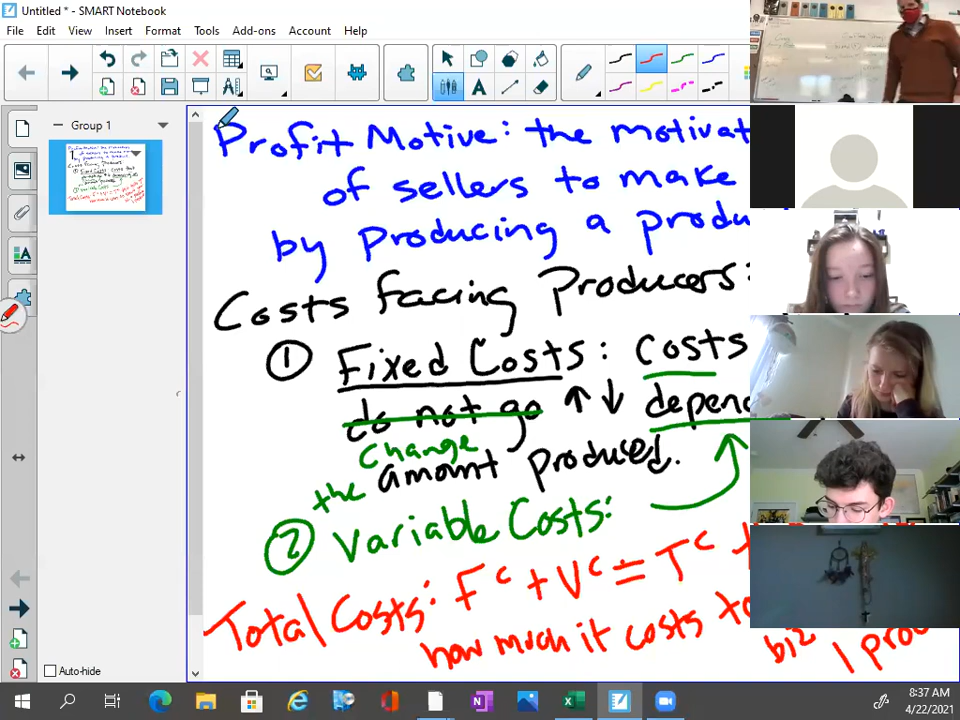 Untitled * - SMART Notebook
File Edit View Insert Format Tools Add-ons Account Help
Group 1
Profit Motive: the motivat
of sellers to make
by producing a produ
Costs facing Producers:
① Fixed Costs: costs
do not go ↑↓ depend
change
the amount produced.
② Variable Costs:
Total Costs: Fc + Vc = Tc +
how much it costs to
biz 1 prod
Auto-hide
8:37 AM
4/22/2021